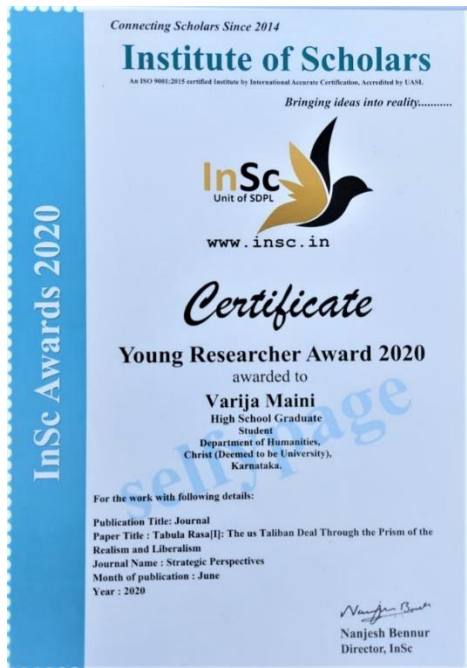 Connecting Scholars Since 2014
Institute of Scholars
An ISO 9001:2015 certified Institute by International Accurate Certification, Accredited by UASL
Bringing ideas into reality...........
InSc
Unit of SDPL
www.insc.in
Certificate
Young Researcher Award 2020
awarded to
Varija Maini
High School Graduate
Student
Department of Humanities,
Christ (Deemed to be University),
Karnataka.
selfypage
For the work with following details:
Publication Title: Journal
Paper Title : Tabula Rasa[I]: The us Taliban Deal Through the Prism of the
Realism and Liberalism
Journal Name : Strategic Perspectives
Month of publication : June
Year : 2020
Nanjesh Bennur
Director, InSc
InSc Awards 2020